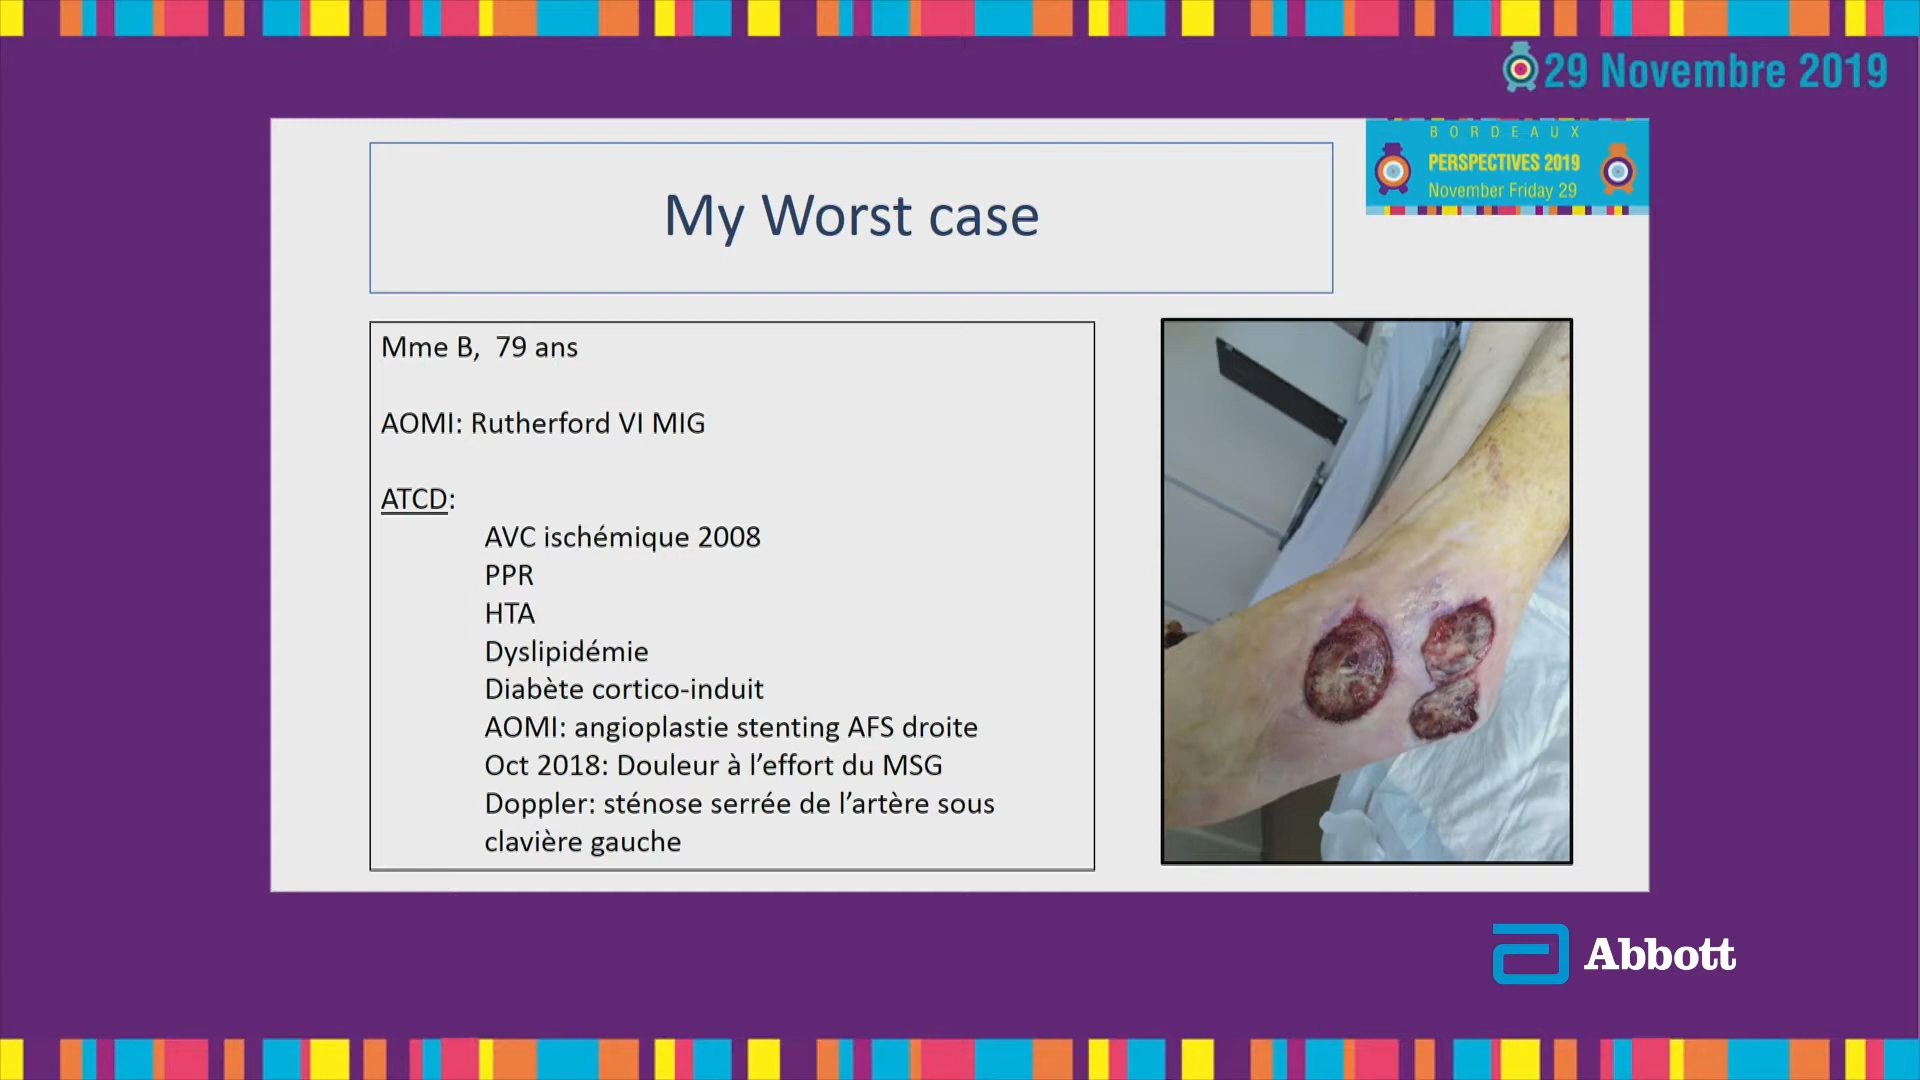 29 Novembre 2019
BORDEAUX
PERSPECTIVES 2019
November Friday 29
My Worst case
Mme B, 79 ans
AOMI: Rutherford VI MIG
ATCD:
AVC ischémique 2008
PPR
HTA
Dyslipidémie
Diabète cortico-induit
AOMI: angioplastie stenting AFS droite
Oct 2018: Douleur à l’effort du MSG
Doppler: sténose serrée de l’artère sous
clavière gauche
Abbott